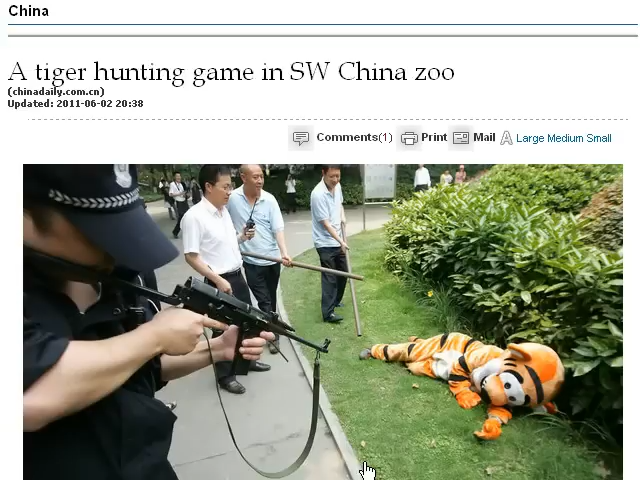 China
A tiger hunting game in SW China zoo
(chinadaily.com.cn)
Updated: 2011-06-02 20:38
Comments(1) Print Mail Large Medium Small